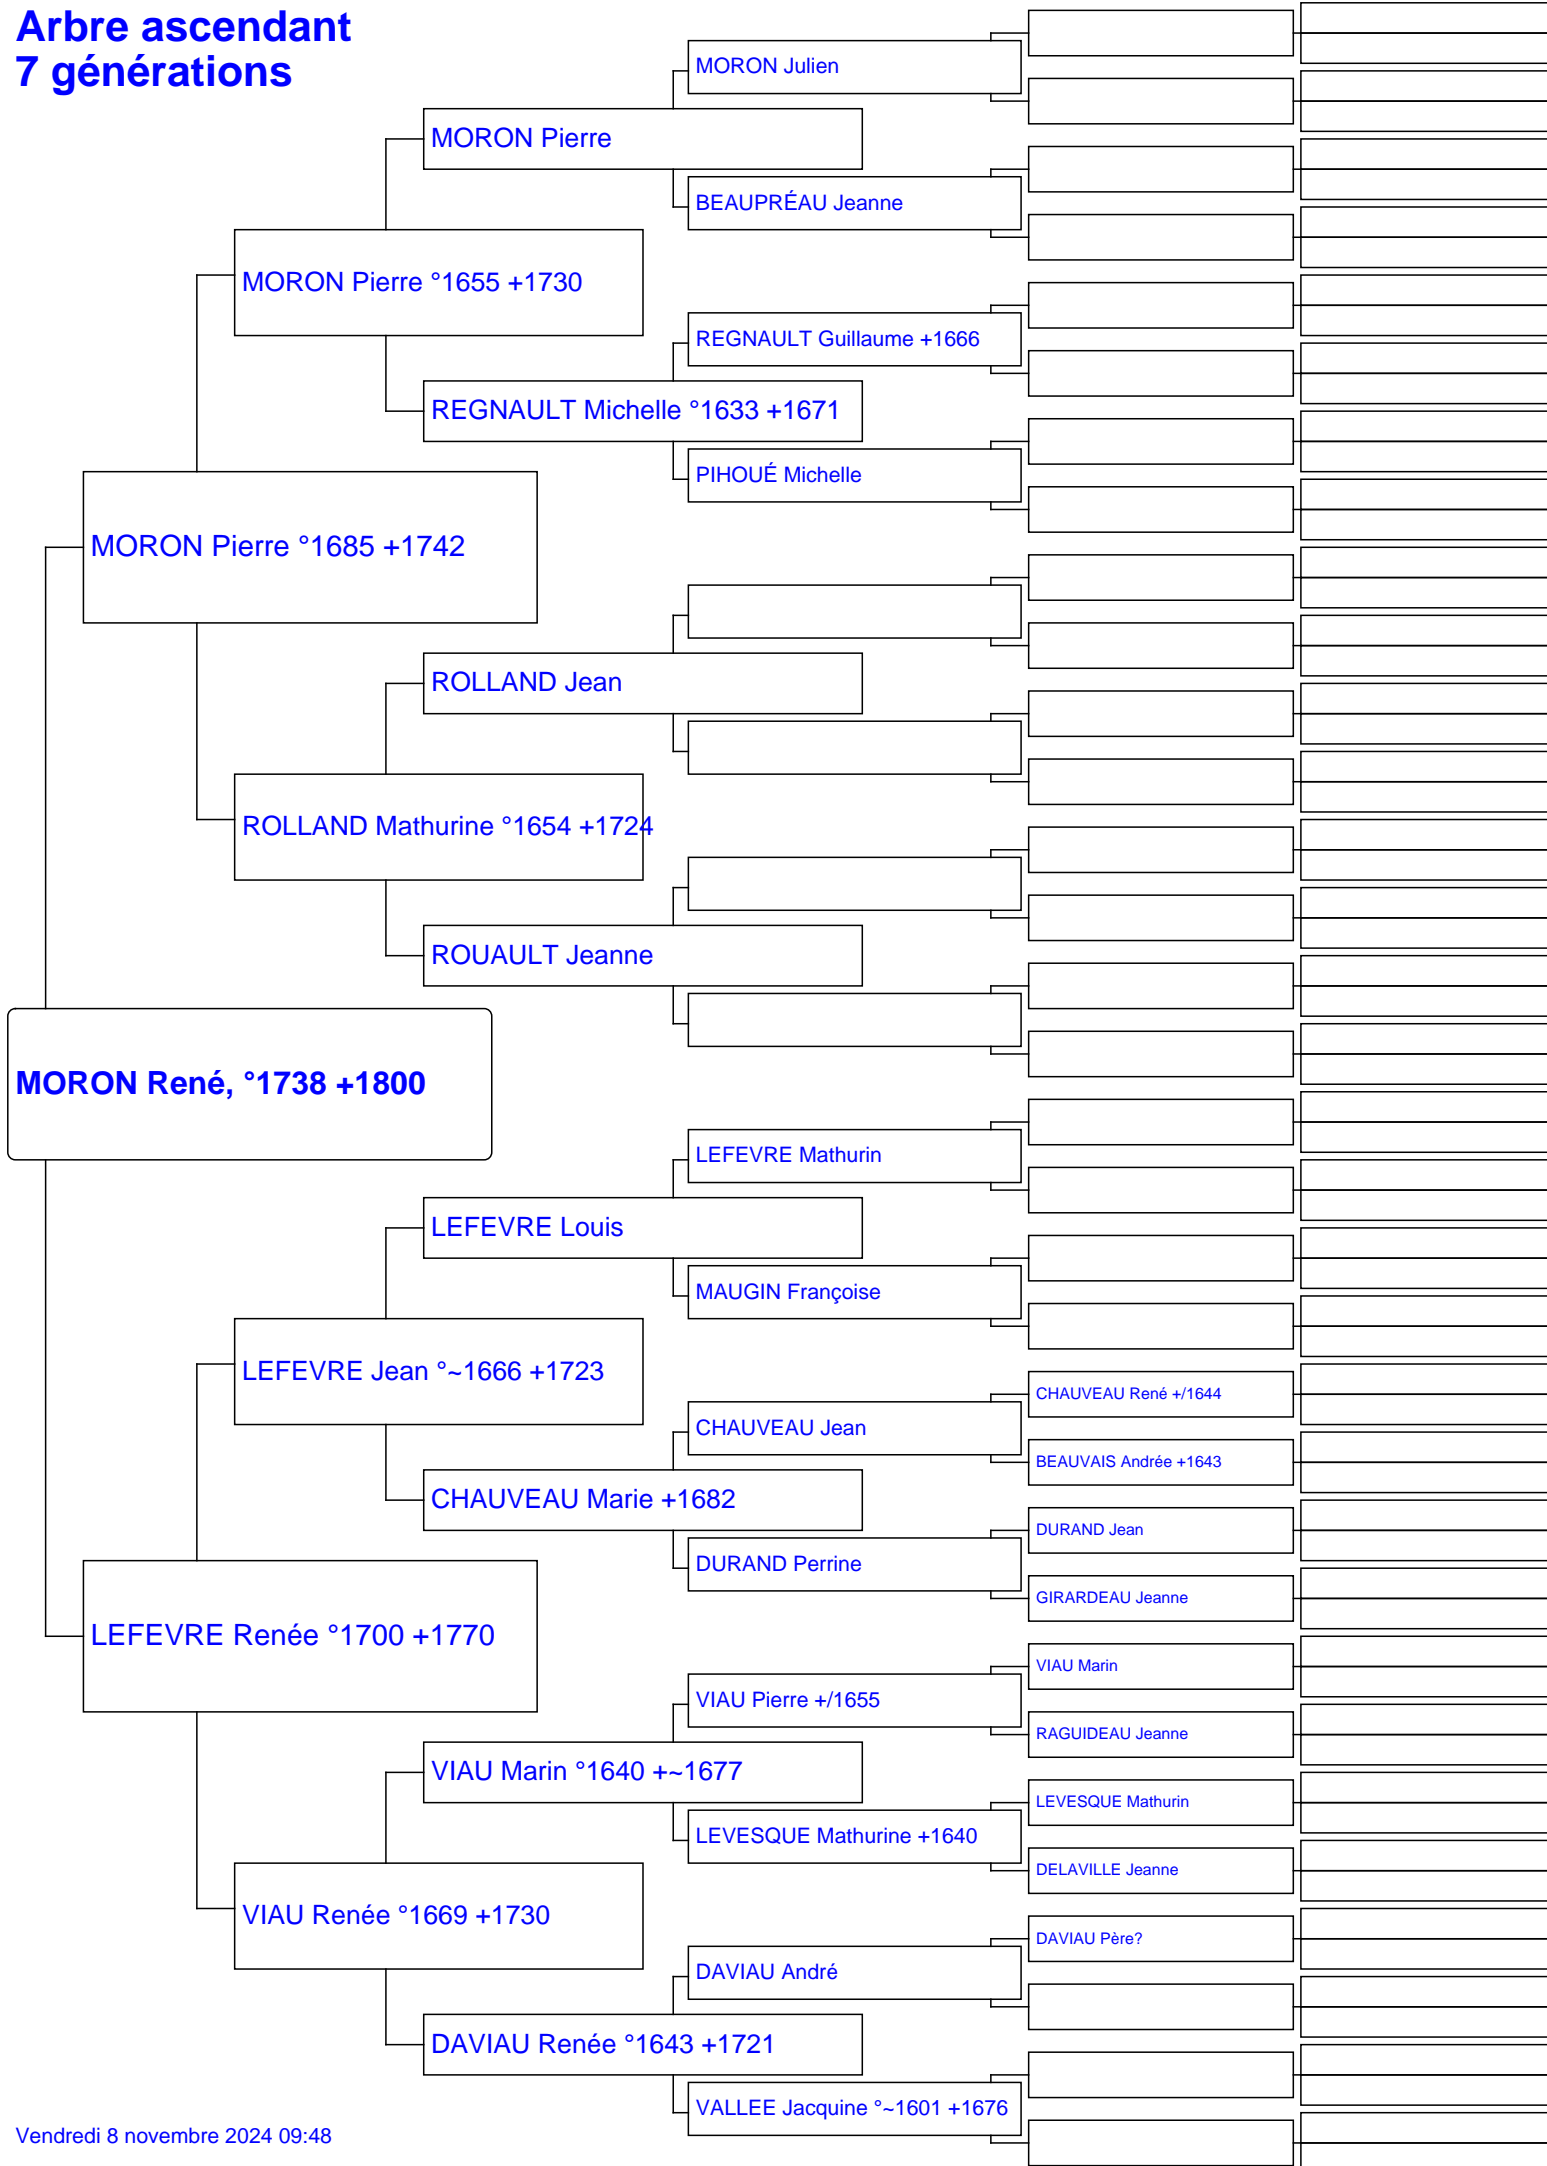 Arbre ascendant
7 générations
MORON Julien
MORON Pierre
BEAUPRÉAU Jeanne
MORON Pierre °1655 +1730
REGNAULT Guillaume +1666
REGNAULT Michelle °1633 +1671
PIHOUÉ Michelle
MORON Pierre °1685 +1742
ROLLAND Jean
ROLLAND Mathurine °1654 +1724
ROUAULT Jeanne
MORON René, °1738 +1800
LEFEVRE Mathurin
LEFEVRE Louis
MAUGIN Françoise
LEFEVRE Jean °~1666 +1723
CHAUVEAU René +/1644
CHAUVEAU Jean
BEAUVAIS Andrée +1643
CHAUVEAU Marie +1682
DURAND Jean
DURAND Perrine
GIRARDEAU Jeanne
LEFEVRE Renée °1700 +1770
VIAU Marin
VIAU Pierre +/1655
RAGUIDEAU Jeanne
VIAU Marin °1640 +~1677
LEVESQUE Mathurin
LEVESQUE Mathurine +1640
DELAVILLE Jeanne
VIAU Renée °1669 +1730
DAVIAU Père?
DAVIAU André
DAVIAU Renée °1643 +1721
VALLEE Jacquine °~1601 +1676
Vendredi 8 novembre 2024 09:48